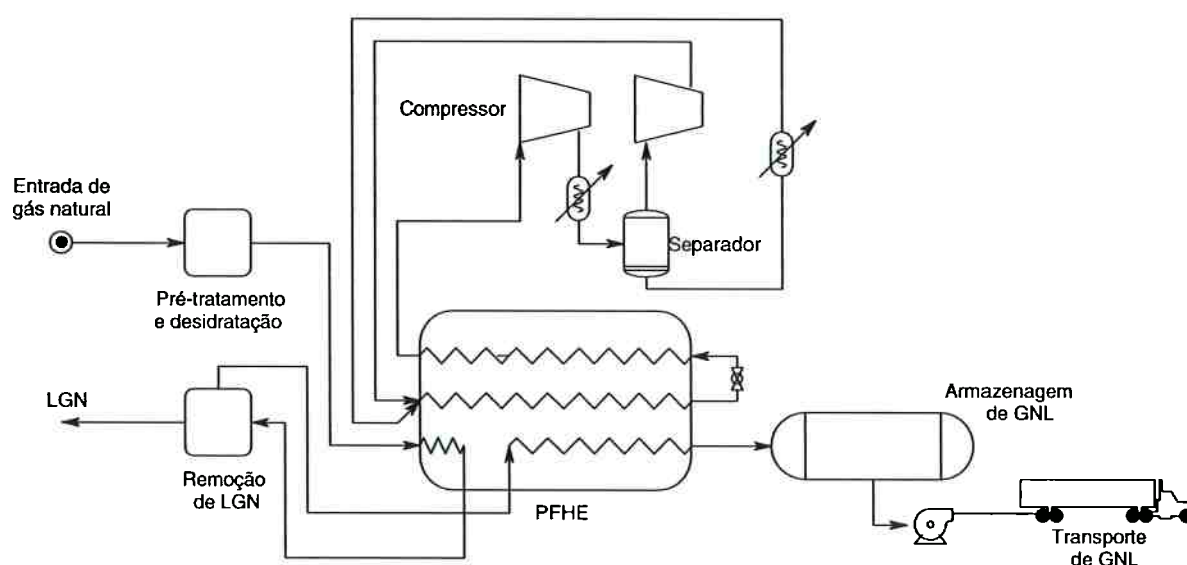 Compressor
Entrada de
gás natural
Separador
Pré-tratamento
e desidratação
LGN
Armazenagem
de GNL
Remoção
de LGN
PFHE
Transporte
de GNL